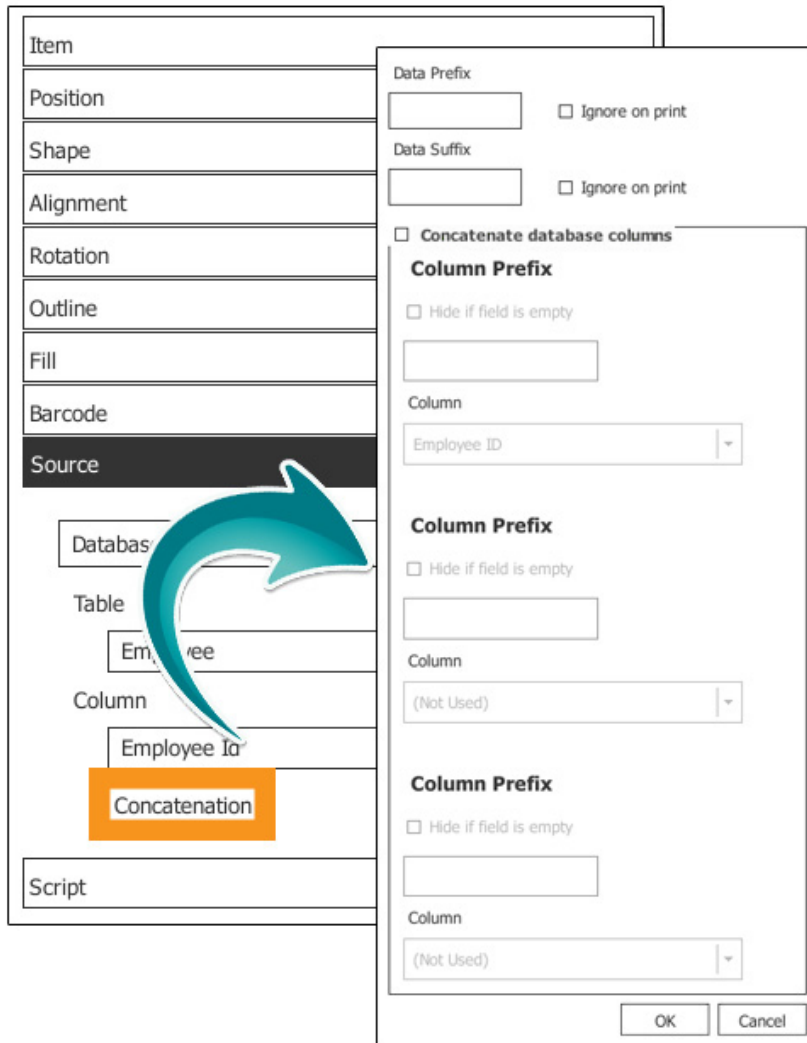 Item
Position
Shape
Alignment
Rotation
Outline
Fill
Barcode
Source
Table
Employee
Column
Employee Id
Concatenation
Script
Data Prefix
Ignore on print
Data Suffix
Ignore on print
Concatenate database columns
Column Prefix
Hide if field is empty
Column
Employee ID
Column Prefix
Hide if field is empty
Column
(Not Used)
Column Prefix
Hide if field is empty
Column
(Not Used)
OK Cancel